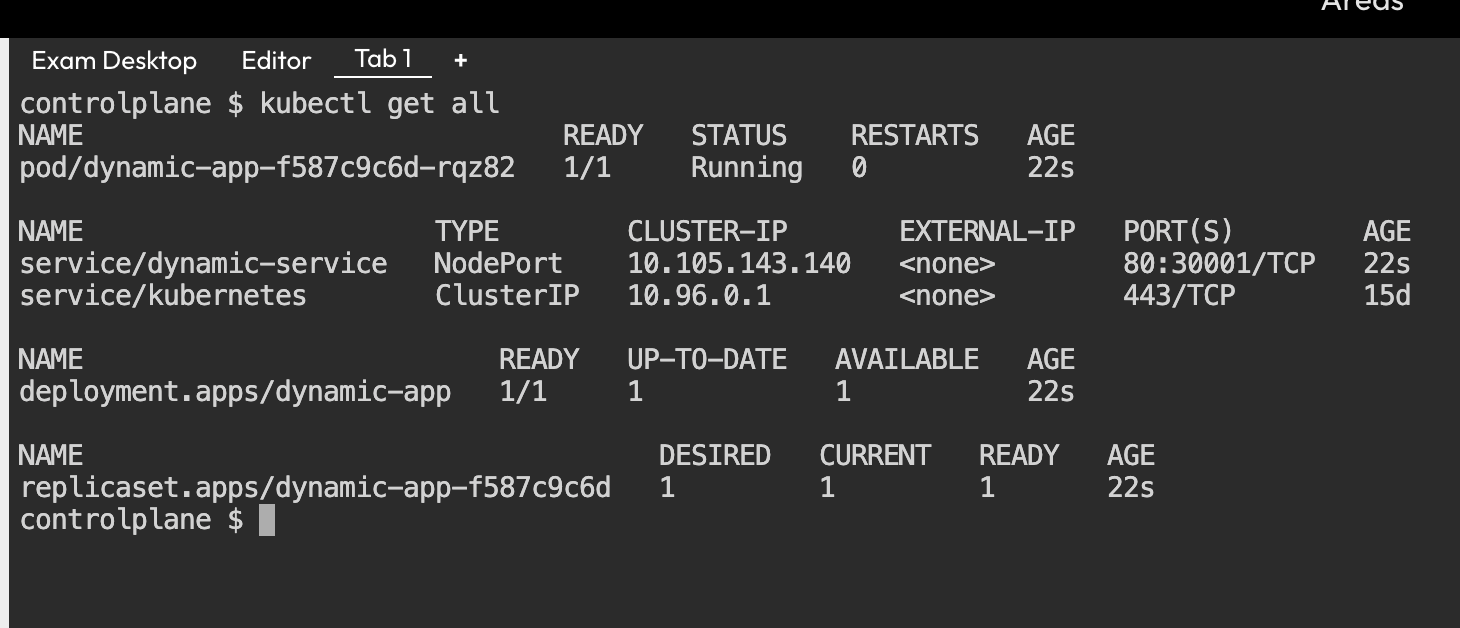 Areas
Exam Desktop Editor Tab 1 +
controlplane $ kubectl get all
NAME READY STATUS RESTARTS AGE
pod/dynamic-app-f587c9c6d-rqz82 1/1 Running 0 22s
NAME TYPE CLUSTER-IP EXTERNAL-IP PORT(S) AGE
service/dynamic-service NodePort 10.105.143.140 <none> 80:30001/TCP 22s
service/kubernetes ClusterIP 10.96.0.1 <none> 443/TCP 15d
NAME READY UP-TO-DATE AVAILABLE AGE
deployment.apps/dynamic-app 1/1 1 1 22s
NAME DESIRED CURRENT READY AGE
replicaset.apps/dynamic-app-f587c9c6d 1 1 1 22s
controlplane $